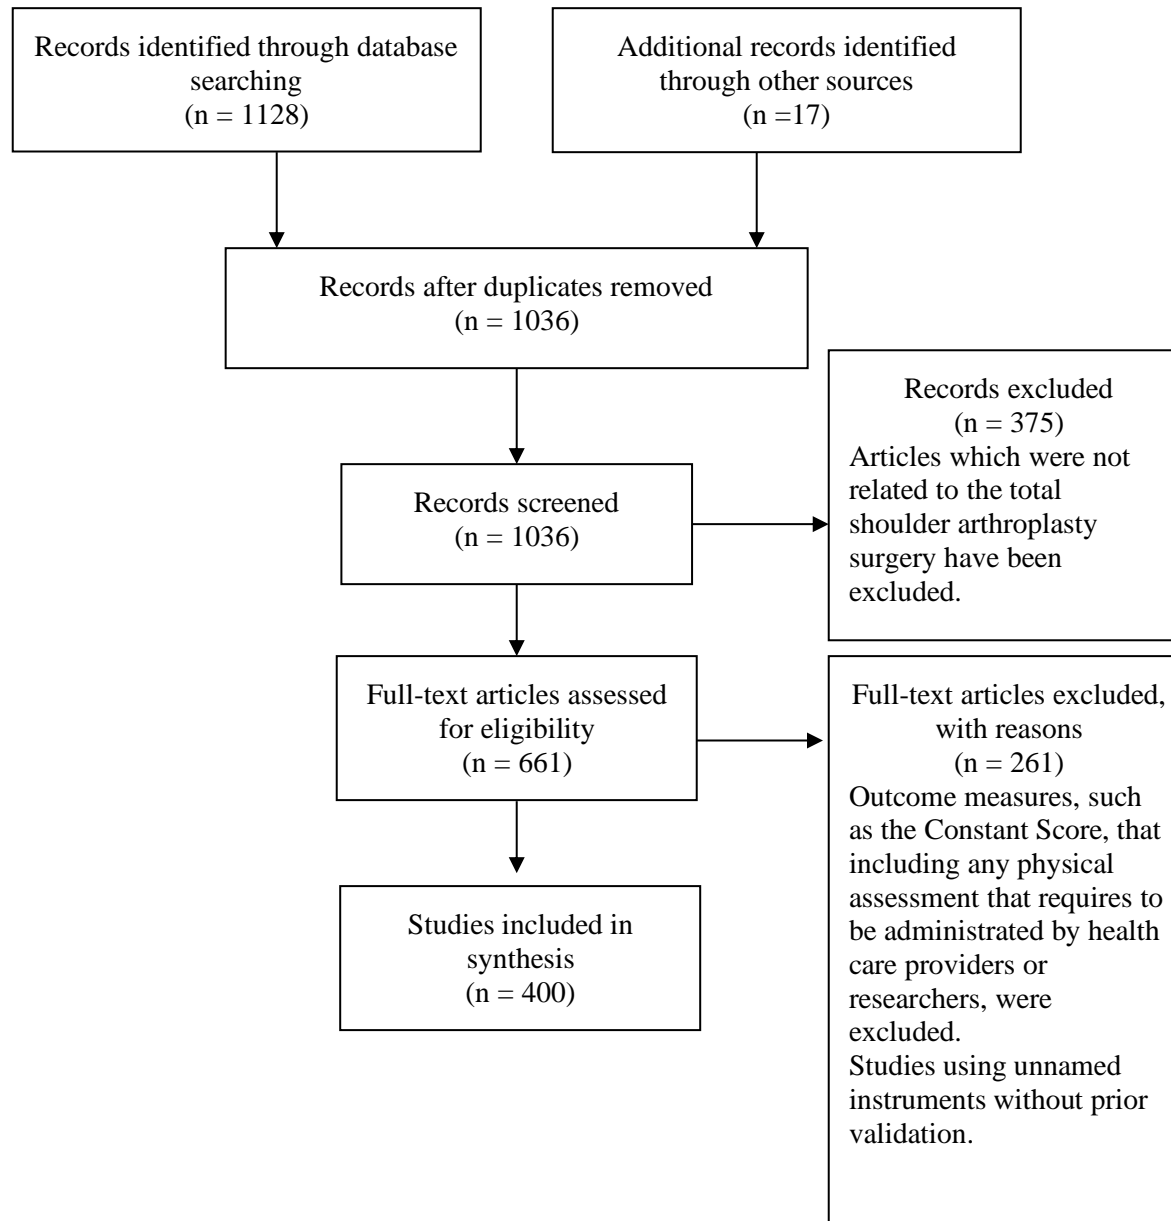 Records identified through database
searching
(n = 1128)
Additional records identified
through other sources
(n =17)
Records after duplicates removed
(n = 1036)
Records screened
(n = 1036)
Records excluded
(n = 375)
Articles which were not
related to the total
shoulder arthroplasty
surgery have been
excluded.
Full-text articles assessed
for eligibility
(n = 661)
Full-text articles excluded,
with reasons
(n = 261)
Outcome measures, such
as the Constant Score, that
including any physical
assessment that requires to
be administrated by health
care providers or
researchers, were
excluded.
Studies using unnamed
instruments without prior
validation.
Studies included in
synthesis
(n = 400)